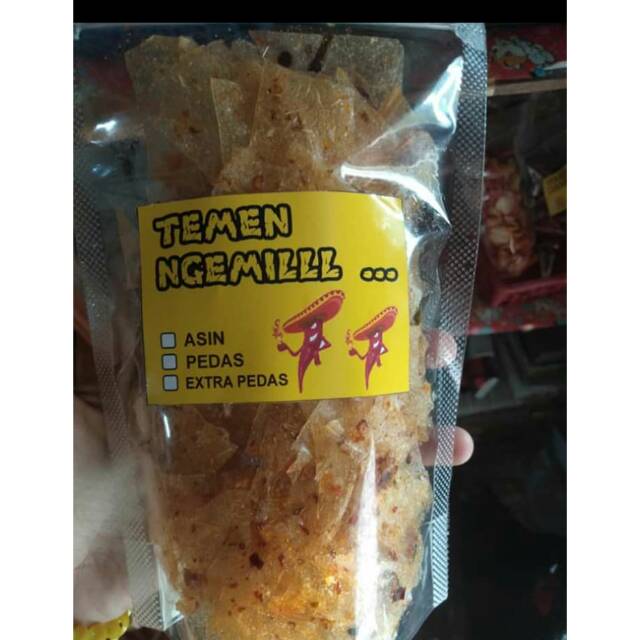 TEMEN
NGEMILLL ...
ASIN
PEDAS
EXTRA PEDAS